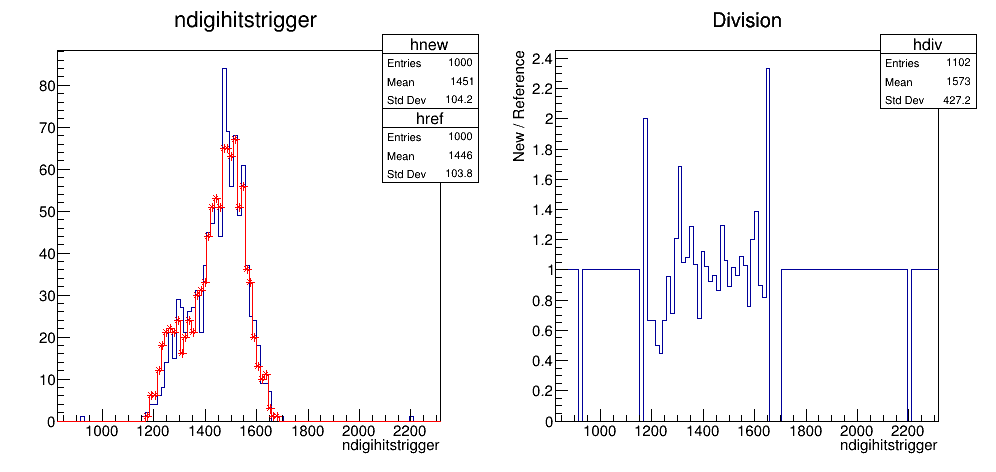 ndigihitstrigger
hnew
Entries 1000
Mean 1451
Std Dev 104.2
href
Entries 1000
Mean 1446
Std Dev 103.8
80
70
60
50
40
30
20
10
0
1000 1200 1400 1600 1800 2000 2200
ndigihitstrigger
Division
hdiv
Entries 1102
Mean 1573
Std Dev 427.2
New / Reference
2.4
2.2
2
1.8
1.6
1.4
1.2
1
0.8
0.6
0.4
0.2
0
1000 1200 1400 1600 1800 2000 2200
ndigihitstrigger